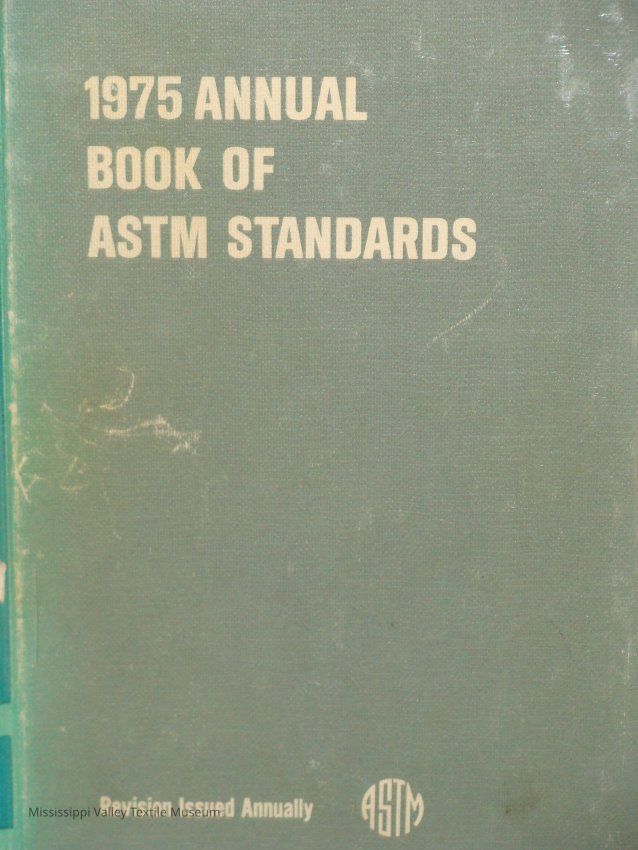 1975 ANNUAL
BOOK OF
ASTM STANDARDS
Revision Issued Annually
ASTM
Mississippi Valley Textile Museum